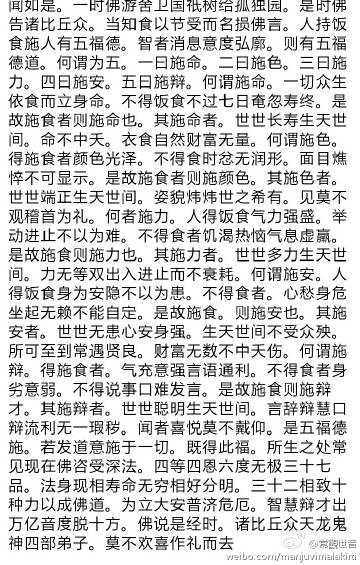 闻如是。一时佛游舍卫国祇树给孤独园。是时佛
告诸比丘众。当知食以节受而名损佛言。人持饭
食施人有五福德。智者消息意度弘廓。则有五福
德道。何谓为五。一曰施命。二曰施色。三曰施
力。四曰施安。五曰施辩。何谓施命。一切众生
依食而立身命。不得饭食不过七日奄忽寿终。是
故施食者则施命也。其施命者。世世长寿生天世
间。命不中夭。衣食自然财富无量。何谓施色。
得施食者颜色光泽。不得食时忿无润形。面目憔
悴不可显示。是故施食者则施颜色。其施色者。
世世端正生天世间。姿貌炜炜世之希有。见莫不
观稽首为礼。何者施力。人得饭食气力强盛。举
动进止不以为难。不得食者饥渴热恼气息虚羸。
是故施食则施力也。其施力者。世世多力生天世
间。力无等双出入进止而不衰耗。何谓施安。人
得饭食身为安隐不以为患。不得食者。心愁身危
坐起无赖不能自定。是故施食。则施安也。其施
安者。世世无患心安身强。生天世间不受众殃。
所可至到常遇贤良。财富无数不中夭伤。何谓施
辩。得施食者。气充意强言语通利。不得食者身
劣意弱。不得说事口难发言。是故施食则施辩
才。其施辩者。世世聪明生天世间。言辞辩慧口
辩流利无一瑕秽。闻者喜悦莫不戴仰。是五福德
施。若发道意施于一切。既得此福。所生之处常
见现在佛咨受深法。四等四恩六度无极三十七
品。法身现相寿命无穷相好分明。三十二相致十
种力以成佛道。为立大安普济危厄。智慧辩才出
万亿音度脱十方。佛说是经时。诸比丘众天龙鬼
神四部弟子。莫不欢喜作礼而去
常觀世音
weibo.com/manjuvimalakirti